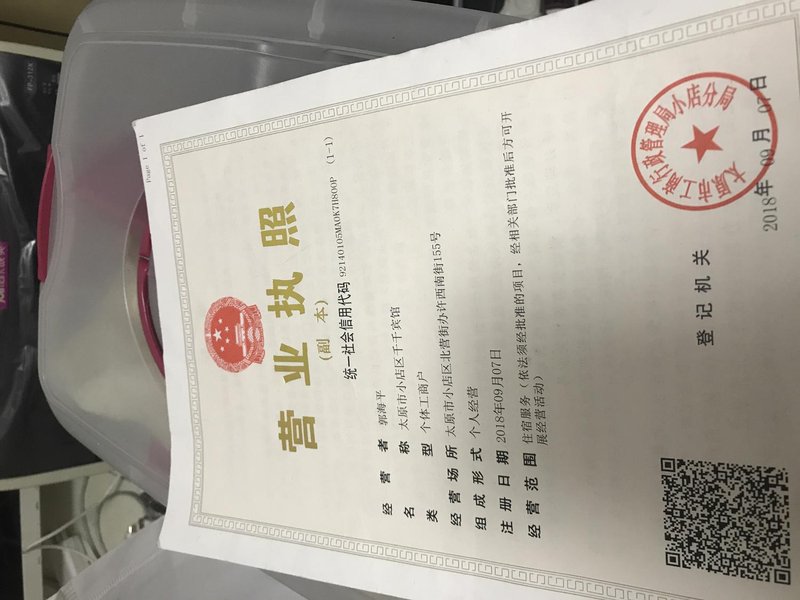 Page 1 of 1
营业执照
(副 本)
统一社会信用代码 92140105MA0K7H800P (1-1)
经营者 郭海平
名称 太原市小店区千千宾馆
类型 个体工商户
经营场所 太原市小店区北营街办许西南街155号
组成形式 个人经营
注册日期 2018年09月07日
经营范围 住宿服务（依法须经批准的项目，经相关部门批准后方可开
展经营活动）
登记机关
太原市工商行政管理局小店分局
2018年 09月 07日